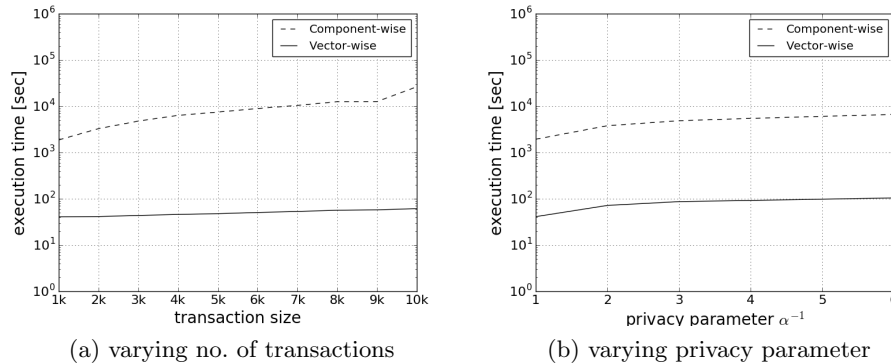 10^6
10^5
10^4
10^3
10^2
10^1
10^0
execution time [sec]
Component-wise
Vector-wise
1k 2k 3k 4k 5k 6k 7k 8k 9k 10k
transaction size
(a) varying no. of transactions
10^6
10^5
10^4
10^3
10^2
10^1
10^0
execution time [sec]
Component-wise
Vector-wise
1 2 3 4 5 6
privacy parameter α^{-1}
(b) varying privacy parameter